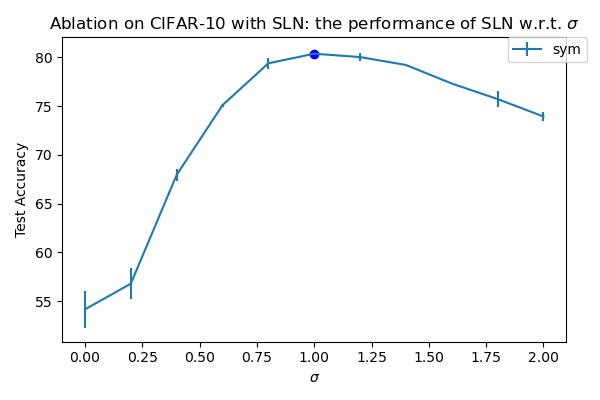 Ablation on CIFAR-10 with SLN: the performance of SLN w.r.t. σ
sym
Test Accuracy
80
75
70
65
60
55
0.00 0.25 0.50 0.75 1.00 1.25 1.50 1.75 2.00
σ